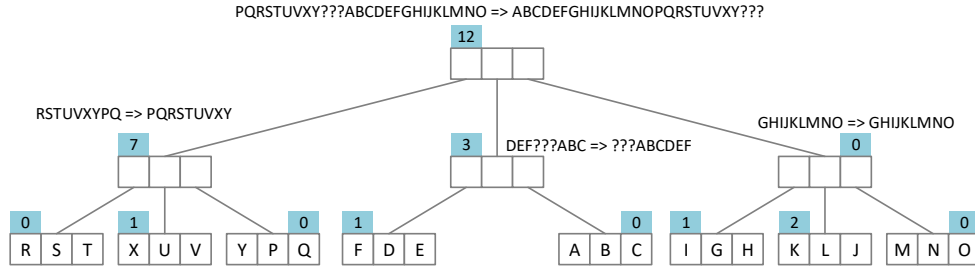 PQRSTUVXY???ABCDEFGHIJKLMNO => ABCDEFGHIJKLMNOPQRSTUVXY???
12
RSTUVXYPQ => PQRSTUVXY
GHIJKLMNO => GHIJKLMNO
7
3
DEF???ABC => ???ABCDEF
0
0
1
0
1
0
1
2
0
R S T
X U V
Y P Q
F D E
A B C
I G H
K L J
M N O